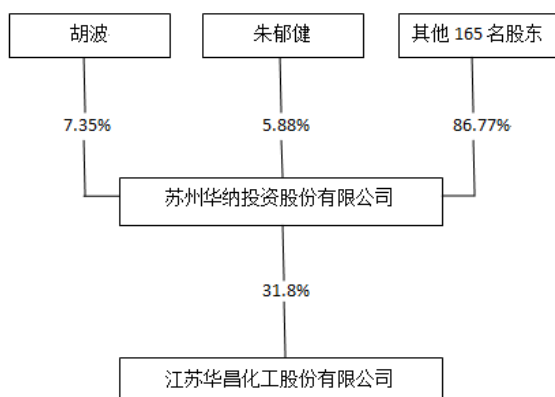 胡波
朱郁健
其他 165 名股东
7.35%
5.88%
86.77%
苏州华纳投资股份有限公司
31.8%
江苏华昌化工股份有限公司